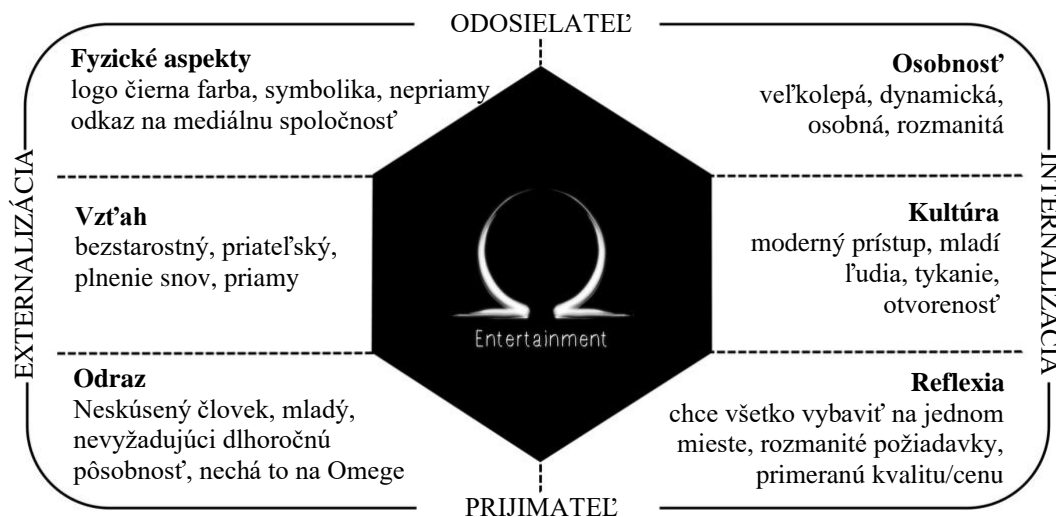 ODOSIELATEĽ
Fyzické aspekty
logo čierna farba, symbolika, nepriamy
odkaz na mediálnu spoločnosť
Osobnosť
veľkolepá, dynamická,
osobná, rozmanitá
EXTERNALIZÁCIA
Vzťah
bezstarostný, priateľský,
plnenie snov, priamy
Entertainment
Kultúra
moderný prístup, mladí
ľudia, tykanie,
otvorenosť
INTERNALIZÁCIA
Odraz
Neskúsený človek, mladý,
nevyžadujúci dlhoročnú
pôsobnosť, nechá to na Omege
Reflexia
chce všetko vybaviť na jednom
mieste, rozmanité požiadavky,
primeranú kvalitu/cenu
PRIJIMATEĽ